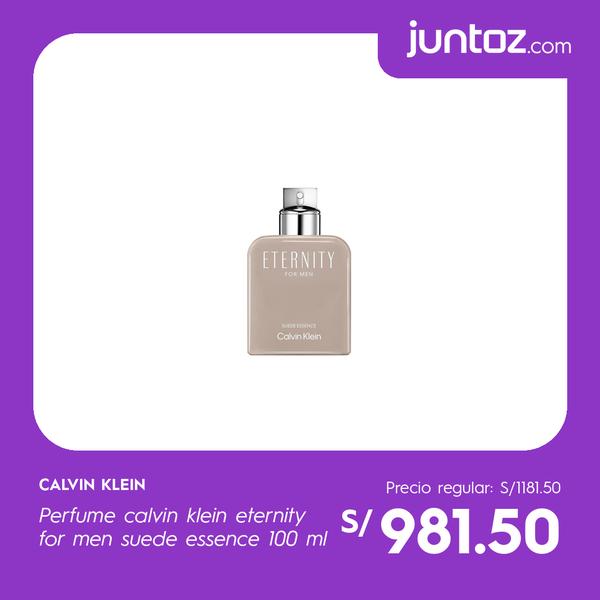 juntoz.com
ETERNITY
FOR MEN
SUEDE ESSENCE
Calvin Klein
CALVIN KLEIN
Perfume calvin klein eternity
for men suede essence 100 ml
Precio regular: S/1181.50
S/ 981.50